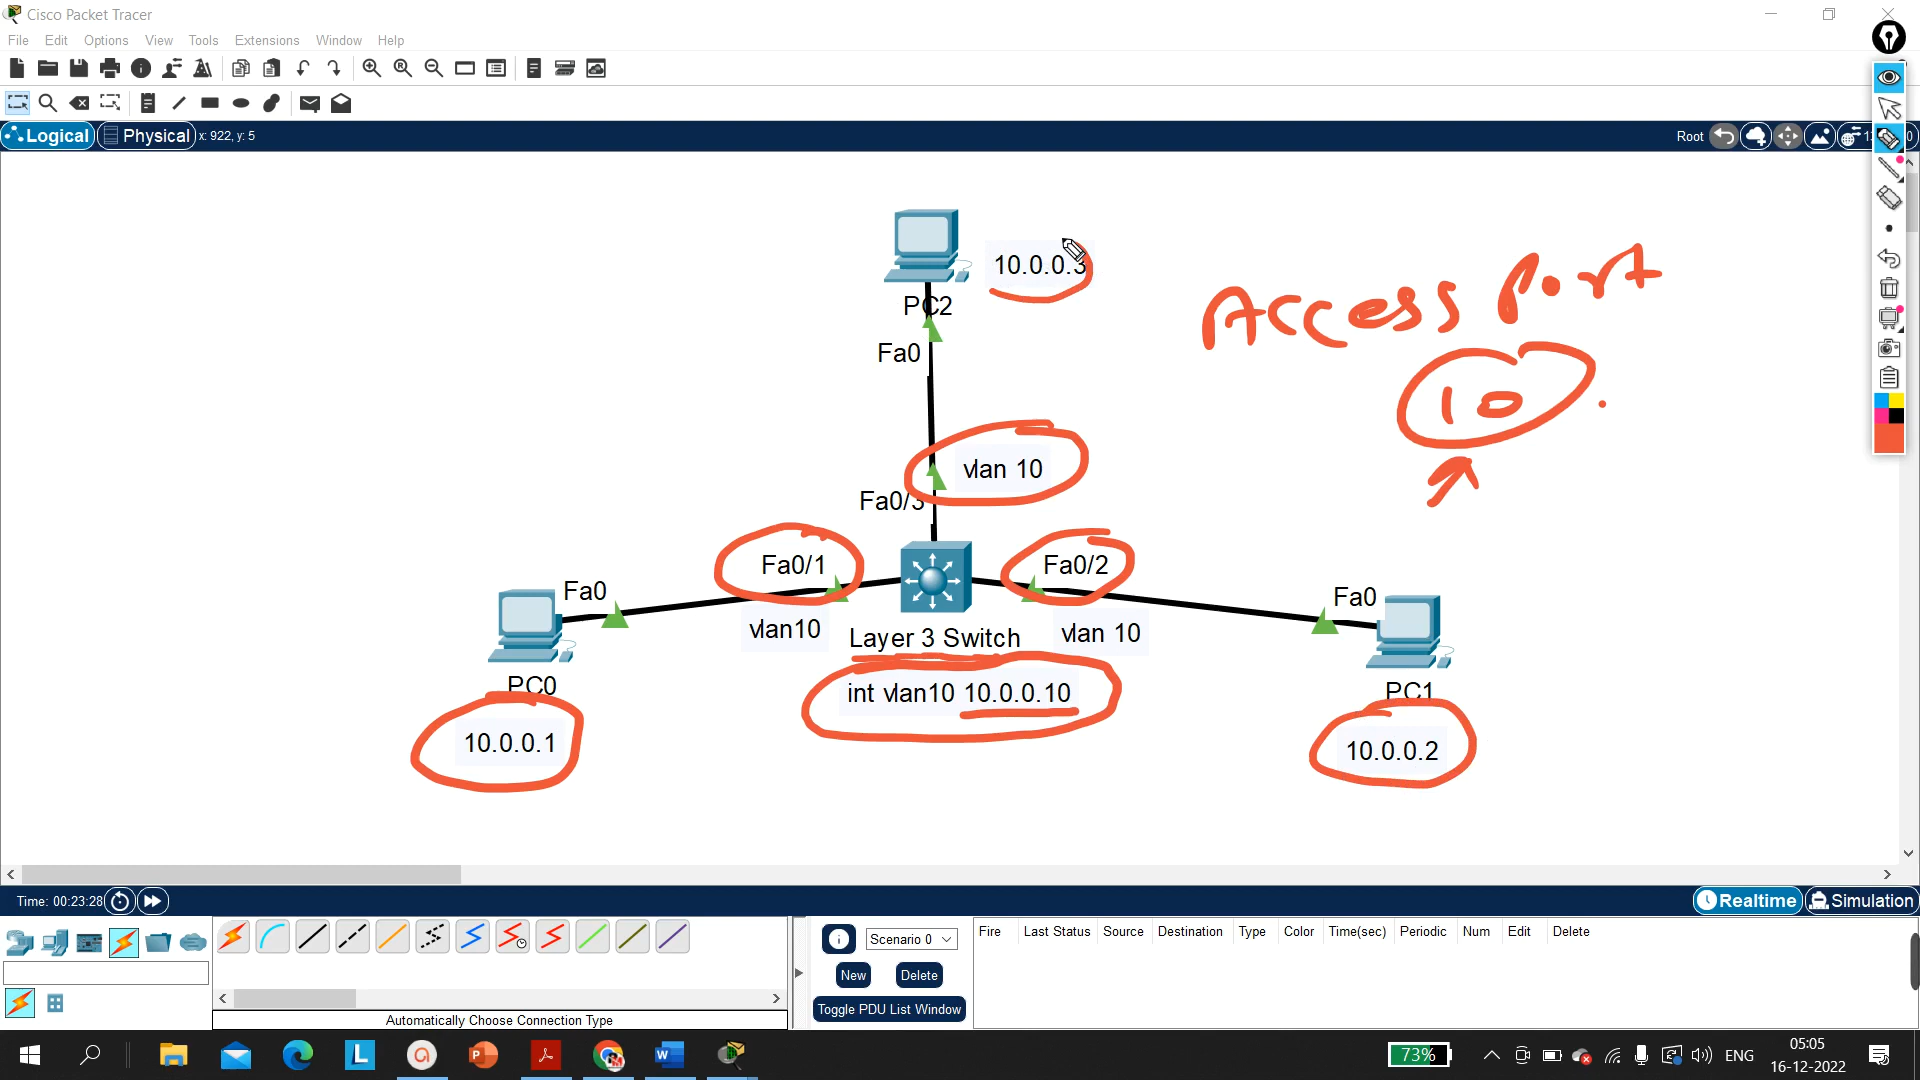 Cisco Packet Tracer
File Edit Options View Tools Extensions Window Help
Logical Physical x: 922, y: 5
Root
10.0.0.3
PC2
Fa0
Access Port
10
vlan 10
Fa0/3
Fa0/1
Fa0/2
Fa0
Fa0
vlan10
Layer 3 Switch
vlan 10
PC0
int vlan10 10.0.0.10
PC1
10.0.0.1
10.0.0.2
Time: 00:23:28
Realtime Simulation
Scenario 0
Fire Last Status Source Destination Type Color Time(sec) Periodic Num Edit Delete
New Delete
Toggle PDU List Window
Automatically Choose Connection Type
73%
ENG
05:05
16-12-2022